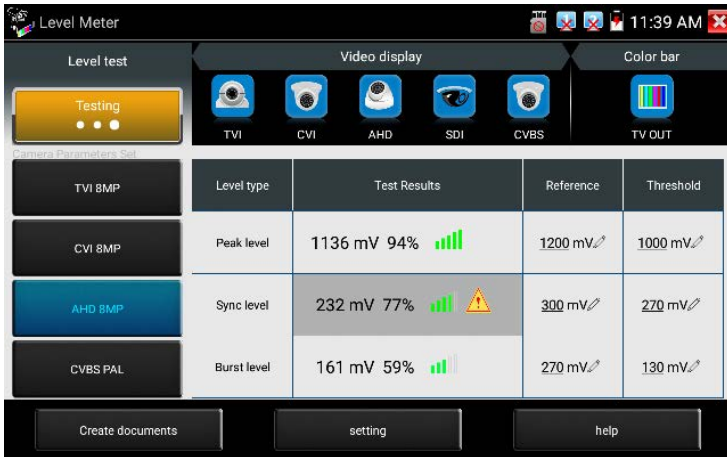 Level Meter
11:39 AM
Level test
Video display
Color bar
Testing
TVI
CVI
AHD
SDI
CVBS
TV OUT
Camera Parameters Set
TVI 8MP
CVI 8MP
AHD 8MP
CVBS PAL
Level type Test Results Reference Threshold
Peak level 1136 mV 94% 1200 mV 1000 mV
Sync level 232 mV 77% 300 mV 270 mV
Burst level 161 mV 59% 270 mV 130 mV
Create documents
setting
help